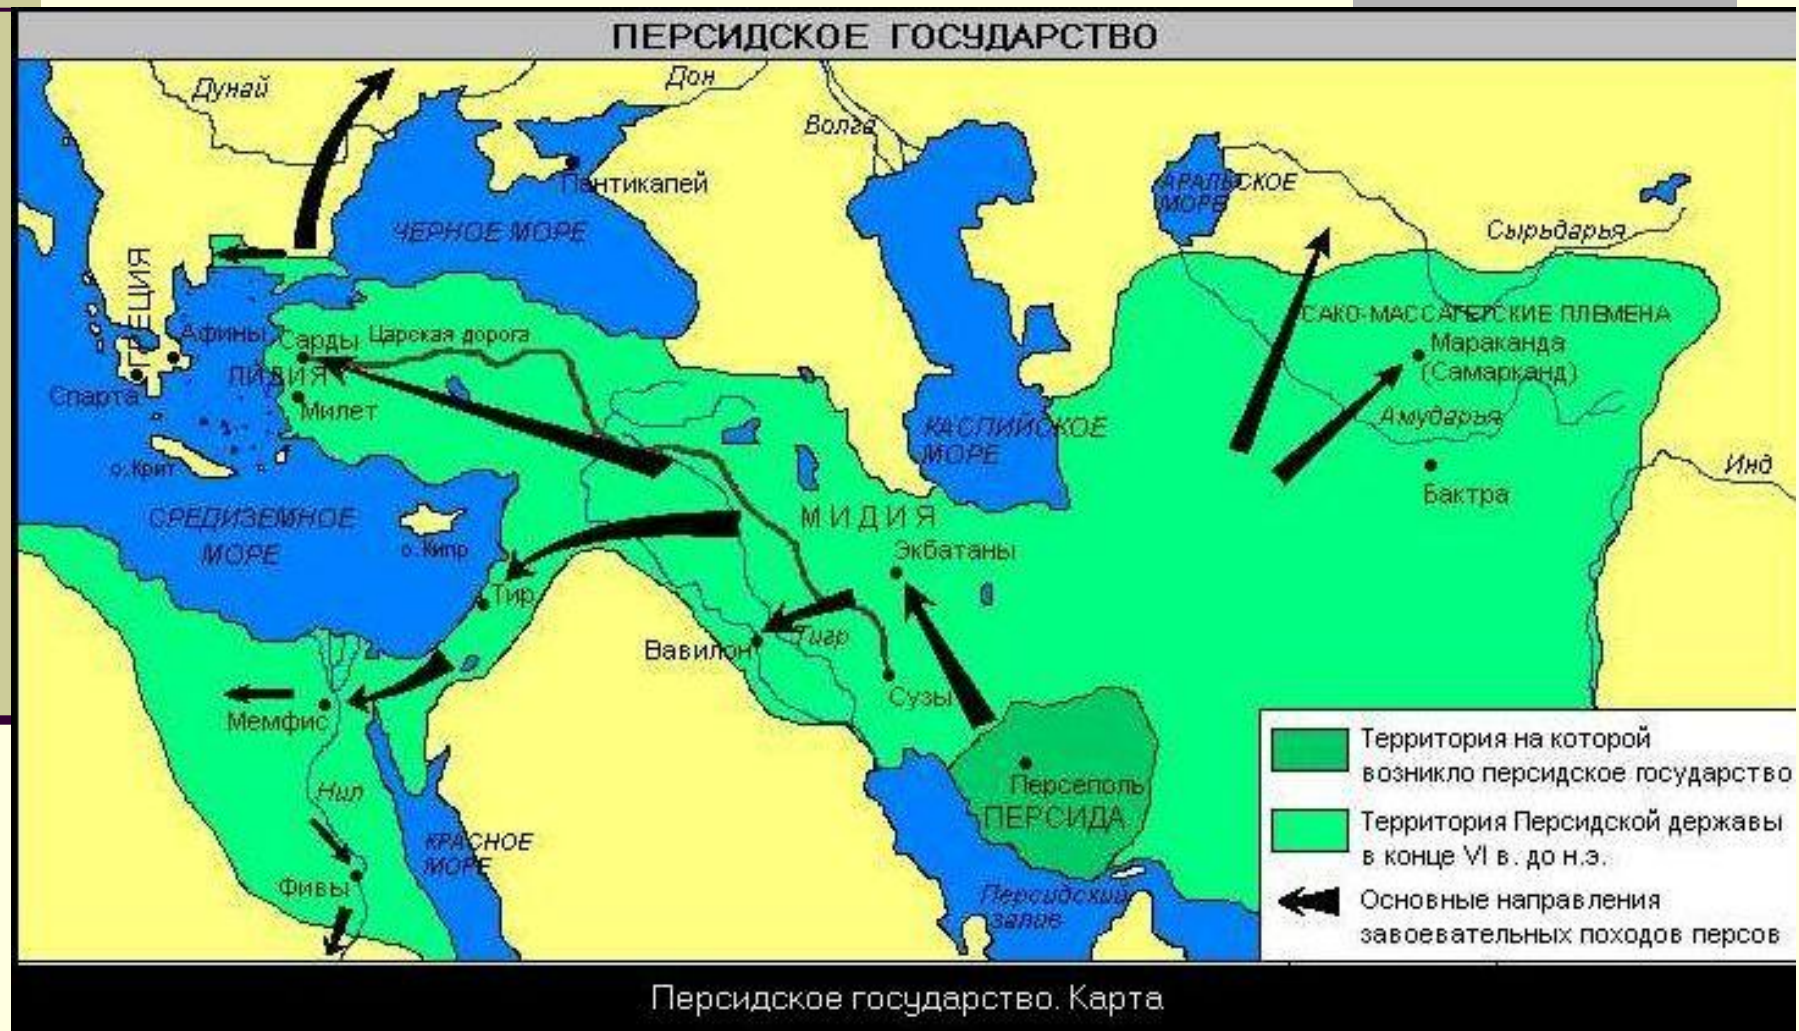 ПЕРСИДСКОЕ ГОСУДАРСТВО
Дунай
Дон
Волга
Пантикапей
АРАЛЬСКОЕ
МОРЕ
ЧЕРНОЕ МОРЕ
Сырьдарья
ГРЕЦИЯ
САКО-МАССАГЕТСКИЕ ПЛЕМЕНА
Афины
Сарды
Царская дорога
Мараканда
(Самарканд)
ЛИДИЯ
Спарта
Милет
Амударья
КАСПИЙСКОЕ
МОРЕ
о.Крит
Инд
Бактра
СРЕДИЗЕМНОЕ
МОРЕ
о.Кипр
МИДИЯ
Экбатаны
Тир
Тигр
Вавилон
Сузы
Мемфис
Нил
Персеполь
ПЕРСИДА
КРАСНОЕ
МОРЕ
Фивы
Персидский
залив
Территория на которой
возникло персидское государство
Территория Персидской державы
в конце VI в. до н.э.
Основные направления
завоевательных походов персов
Персидское государство. Карта